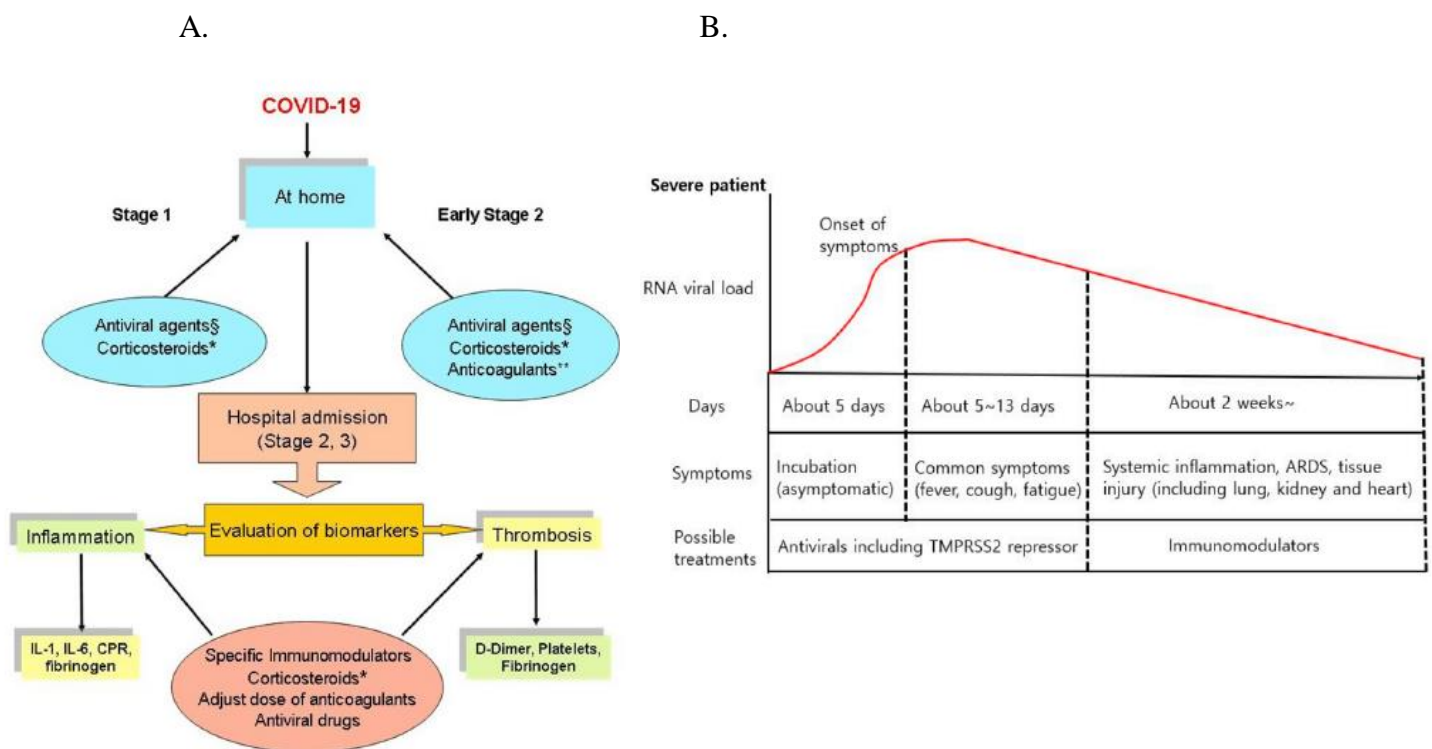 A.
B.
COVID-19
At home
Stage 1
Early Stage 2
Antiviral agents§
Corticosteroids*
Antiviral agents§
Corticosteroids*
Anticoagulants**
Hospital admission
(Stage 2, 3)
Evaluation of biomarkers
Inflammation
Thrombosis
IL-1, IL-6, CPR,
fibrinogen
D-Dimer, Platelets,
Fibrinogen
Specific Immunomodulators
Corticosteroids*
Adjust dose of anticoagulants
Antiviral drugs
Severe patient
Onset of
symptoms
RNA viral load
Days
About 5 days
About 5~13 days
About 2 weeks~
Symptoms
Incubation
(asymptomatic)
Common symptoms
(fever, cough, fatigue)
Systemic inflammation, ARDS, tissue
injury (including lung, kidney and heart)
Possible
treatments
Antivirals including TMPRSS2 repressor
Immunomodulators